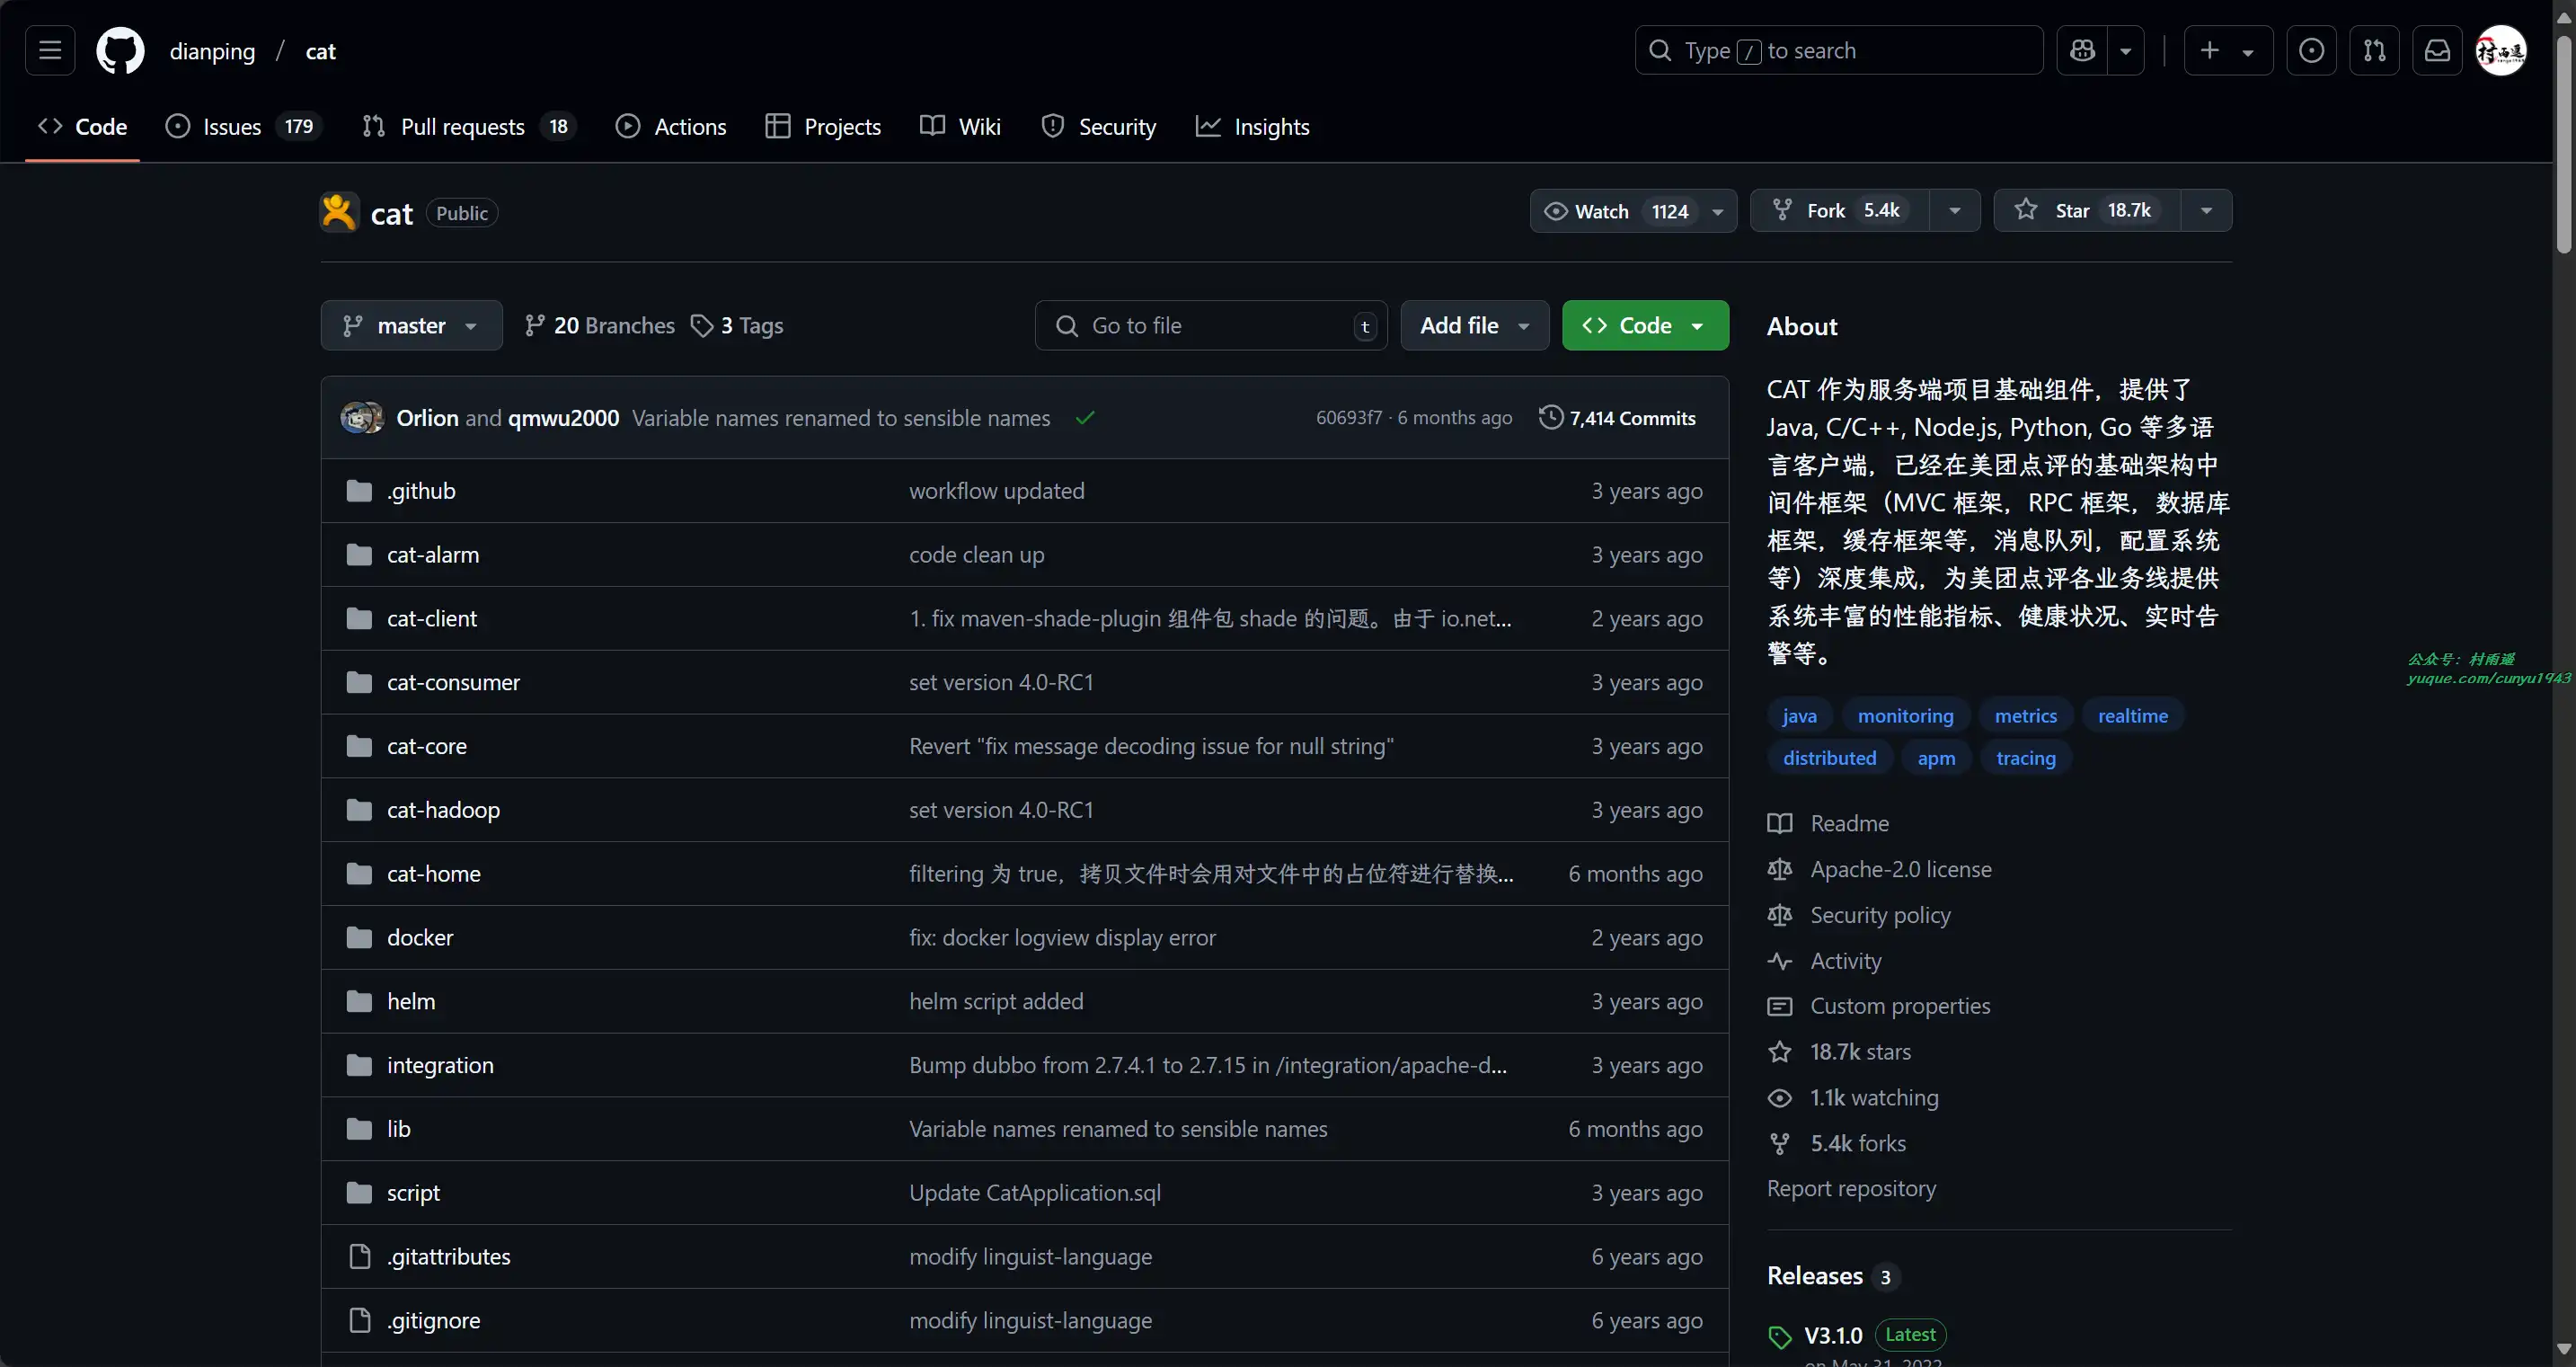 dianping / cat
Type / to search
Code
Issues 179
Pull requests 18
Actions
Projects
Wiki
Security
Insights
cat Public
Watch 1124
Fork 5.4k
Star 18.7k
master
20 Branches
3 Tags
Go to file t
Add file
Code
Orlion and qmwu2000 Variable names renamed to sensible names
60693f7 · 6 months ago
7,414 Commits
.github workflow updated 3 years ago
cat-alarm code clean up 3 years ago
cat-client 1. fix maven-shade-plugin 组件包 shade 的问题。由于 io.net... 2 years ago
cat-consumer set version 4.0-RC1 3 years ago
cat-core Revert "fix message decoding issue for null string" 3 years ago
cat-hadoop set version 4.0-RC1 3 years ago
cat-home filtering 为 true，拷贝文件时会用对文件中的占位符进行替换... 6 months ago
docker fix: docker logview display error 2 years ago
helm helm script added 3 years ago
integration Bump dubbo from 2.7.4.1 to 2.7.15 in /integration/apache-d... 3 years ago
lib Variable names renamed to sensible names 6 months ago
script Update CatApplication.sql 3 years ago
.gitattributes modify linguist-language 6 years ago
.gitignore modify linguist-language 6 years ago
About
CAT 作为服务端项目基础组件，提供了
Java, C/C++, Node.js, Python, Go 等多语
言客户端，已经在美团点评的基础架构中
间件框架（MVC 框架，RPC 框架，数据库
框架，缓存框架等，消息队列，配置系统
等）深度集成，为美团点评各业务线提供
系统丰富的性能指标、健康状况、实时告
警等。
java monitoring metrics realtime
distributed apm tracing
Readme
Apache-2.0 license
Security policy
Activity
Custom properties
18.7k stars
1.1k watching
5.4k forks
Report repository
Releases 3
V3.1.0 Latest
on May 31, 2022
公众号：村雨遥
yuque.com/cunyu1943